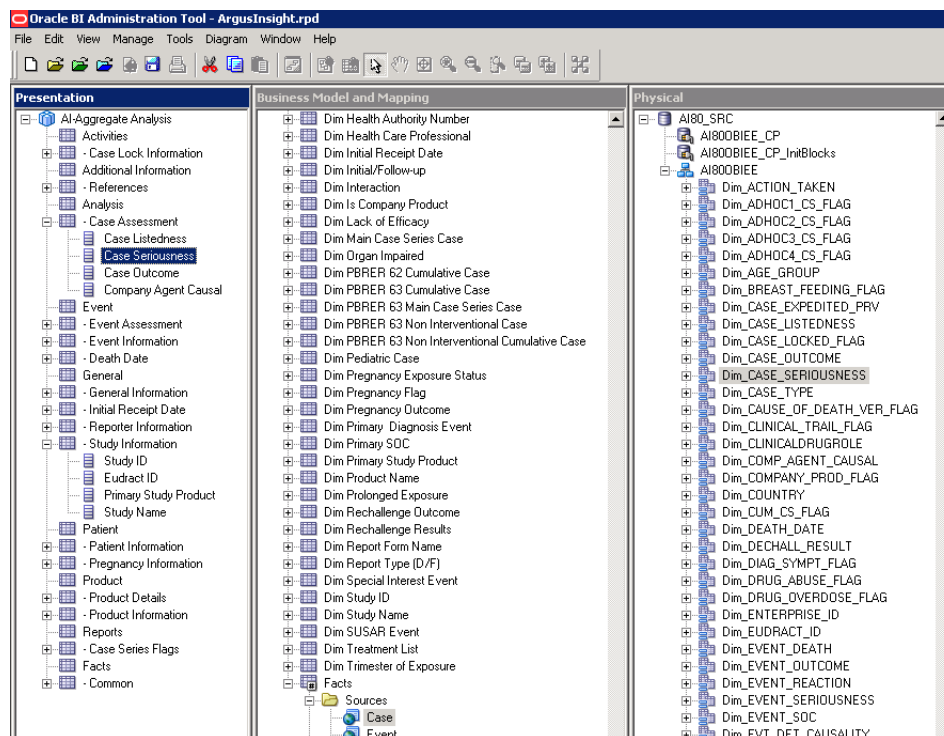 Oracle BI Administration Tool - ArgusInsight.rpd
File Edit View Manage Tools Diagram Window Help
Presentation
AI-Aggregate Analysis
Activities
- Case Lock Information
Additional Information
- References
Analysis
- Case Assessment
Case Listedness
Case Seriousness
Case Outcome
Company Agent Causal
Event
- Event Assessment
- Event Information
- Death Date
General
- General Information
- Initial Receipt Date
- Reporter Information
- Study Information
Study ID
Eudract ID
Primary Study Product
Study Name
Patient
- Patient Information
- Pregnancy Information
Product
- Product Details
- Product Information
Reports
- Case Series Flags
Facts
- Common
Business Model and Mapping
Dim Health Authority Number
Dim Health Care Professional
Dim Initial Receipt Date
Dim Initial/Follow-up
Dim Interaction
Dim Is Company Product
Dim Lack of Efficacy
Dim Main Case Series Case
Dim Organ Impaired
Dim PBRER 62 Cumulative Case
Dim PBRER 63 Cumulative Case
Dim PBRER 63 Main Case Series Case
Dim PBRER 63 Non Interventional Case
Dim PBRER 63 Non Interventional Cumulative Case
Dim Pediatric Case
Dim Pregnancy Exposure Status
Dim Pregnancy Flag
Dim Pregnancy Outcome
Dim Primary Diagnosis Event
Dim Primary SOC
Dim Primary Study Product
Dim Product Name
Dim Prolonged Exposure
Dim Rechallenge Outcome
Dim Rechallenge Results
Dim Report Form Name
Dim Report Type (D/F)
Dim Special Interest Event
Dim Study ID
Dim Study Name
Dim SUSAR Event
Dim Treatment List
Dim Trimester of Exposure
Facts
Sources
Case
Event
Physical
AI80_SRC
AI80OBIEE_CP
AI80OBIEE_CP_InitBlocks
AI80OBIEE
Dim_ACTION_TAKEN
Dim_ADHOC1_CS_FLAG
Dim_ADHOC2_CS_FLAG
Dim_ADHOC3_CS_FLAG
Dim_ADHOC4_CS_FLAG
Dim_AGE_GROUP
Dim_BREAST_FEEDING_FLAG
Dim_CASE_EXPEDITED_PRV
Dim_CASE_LISTEDNESS
Dim_CASE_LOCKED_FLAG
Dim_CASE_OUTCOME
Dim_CASE_SERIOUSNESS
Dim_CASE_TYPE
Dim_CAUSE_OF_DEATH_VER_FLAG
Dim_CLINICAL_TRAIL_FLAG
Dim_CLINICALDRUGROLE
Dim_COMP_AGENT_CAUSAL
Dim_COMPANY_PROD_FLAG
Dim_COUNTRY
Dim_CUM_CS_FLAG
Dim_DEATH_DATE
Dim_DECHALL_RESULT
Dim_DIAG_SYMPT_FLAG
Dim_DRUG_ABUSE_FLAG
Dim_DRUG_OVERDOSE_FLAG
Dim_ENTERPRISE_ID
Dim_EUDRACT_ID
Dim_EVENT_DEATH
Dim_EVENT_OUTCOME
Dim_EVENT_REACTION
Dim_EVENT_SERIOUSNESS
Dim_EVENT_SOC
Dim_EVT_DET_CAUSALITY